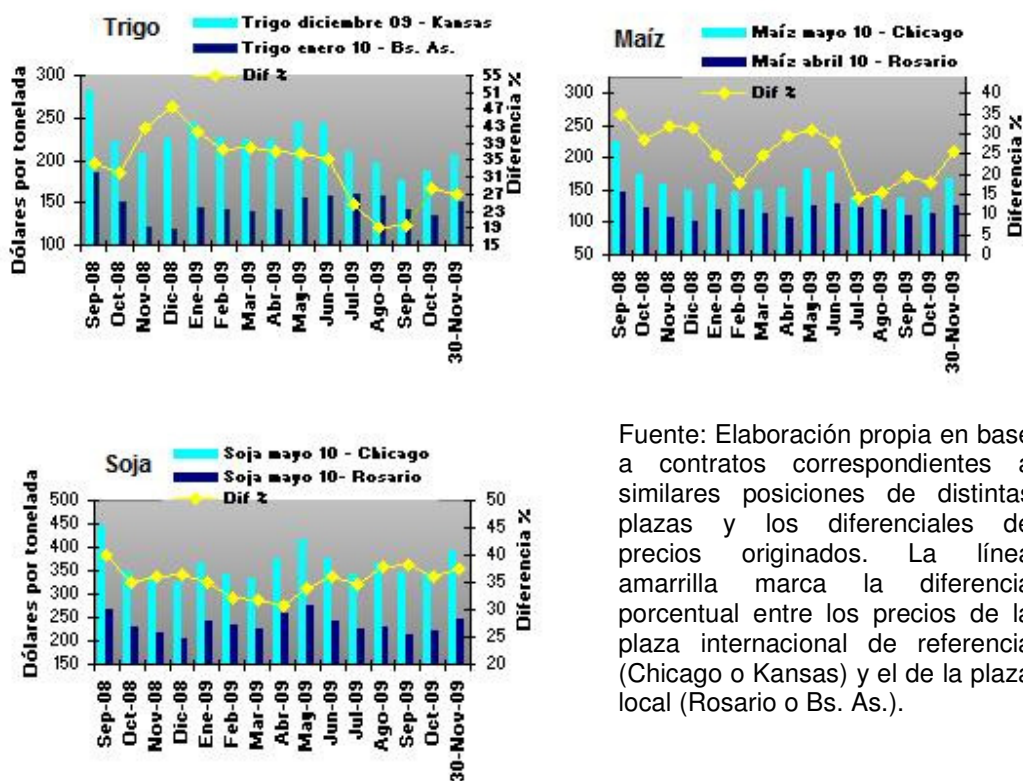 Trigo
Trigo diciembre 09 - Kansas
Trigo enero 10 - Bs. As.
Dif %
Dólares por tonelada
300
250
200
150
100
55
51
47
43
39
35
31
27
23
19
15
Diferencia %
Sep-08
Oct-08
Nov-08
Dic-08
Ene-09
Feb-09
Mar-09
Abr-09
May-09
Jun-09
Jul-09
Ago-09
Sep-09
Oct-09
30-Nov-09
Maíz
Maíz mayo 10 - Chicago
Maíz abril 10 - Rosario
Dif %
300
250
200
150
100
50
40
35
30
25
20
15
10
5
0
Diferencia %
Sep-08
Oct-08
Nov-08
Dic-08
Ene-09
Feb-09
Mar-09
Abr-09
May-09
Jun-09
Jul-09
Ago-09
Sep-09
Oct-09
30-Nov-09
Soja
Soja mayo 10 - Chicago
Soja mayo 10- Rosario
Dif %
Dólares por tonelada
500
450
400
350
300
250
200
150
50
45
40
35
30
25
20
Diferencia %
Sep-08
Oct-08
Nov-08
Dic-08
Ene-09
Feb-09
Mar-09
Abr-09
May-09
Jun-09
Jul-09
Ago-09
Sep-09
Oct-09
30-Nov-09
Fuente: Elaboración propia en base
a contratos correspondientes a
similares posiciones de distintas
plazas y los diferenciales de
precios originados. La línea
amarrilla marca la diferencia
porcentual entre los precios de la
plaza internacional de referencia
(Chicago o Kansas) y el de la plaza
local (Rosario o Bs. As.).